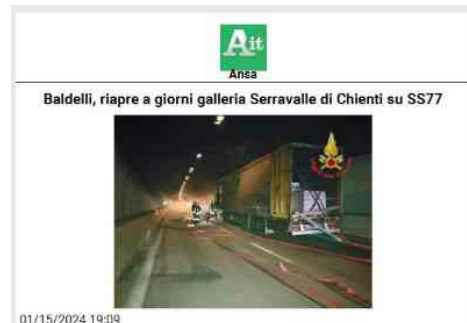 Ait
Ansa
Baldelli, riapre a giorni galleria Serravalle di Chienti su SS77
01/15/2024 19:09